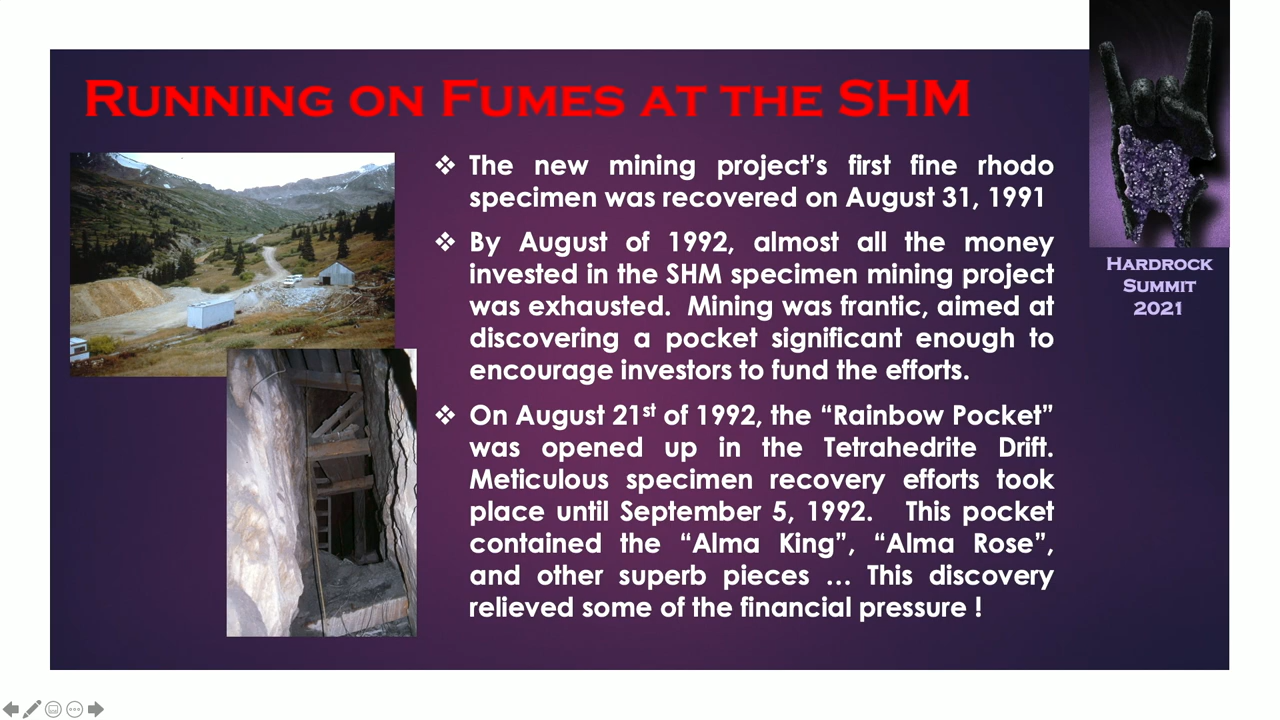 Running on Fumes at the SHM
❖ The new mining project's first fine rhodo
specimen was recovered on August 31, 1991
❖ By August of 1992, almost all the money
invested in the SHM specimen mining project
was exhausted. Mining was frantic, aimed at
discovering a pocket significant enough to
encourage investors to fund the efforts.
❖ On August 21st of 1992, the “Rainbow Pocket”
was opened up in the Tetrahedrite Drift.
Meticulous specimen recovery efforts took
place until September 5, 1992. This pocket
contained the “Alma King”, “Alma Rose”,
and other superb pieces … This discovery
relieved some of the financial pressure !
Hardrock
Summit
2021